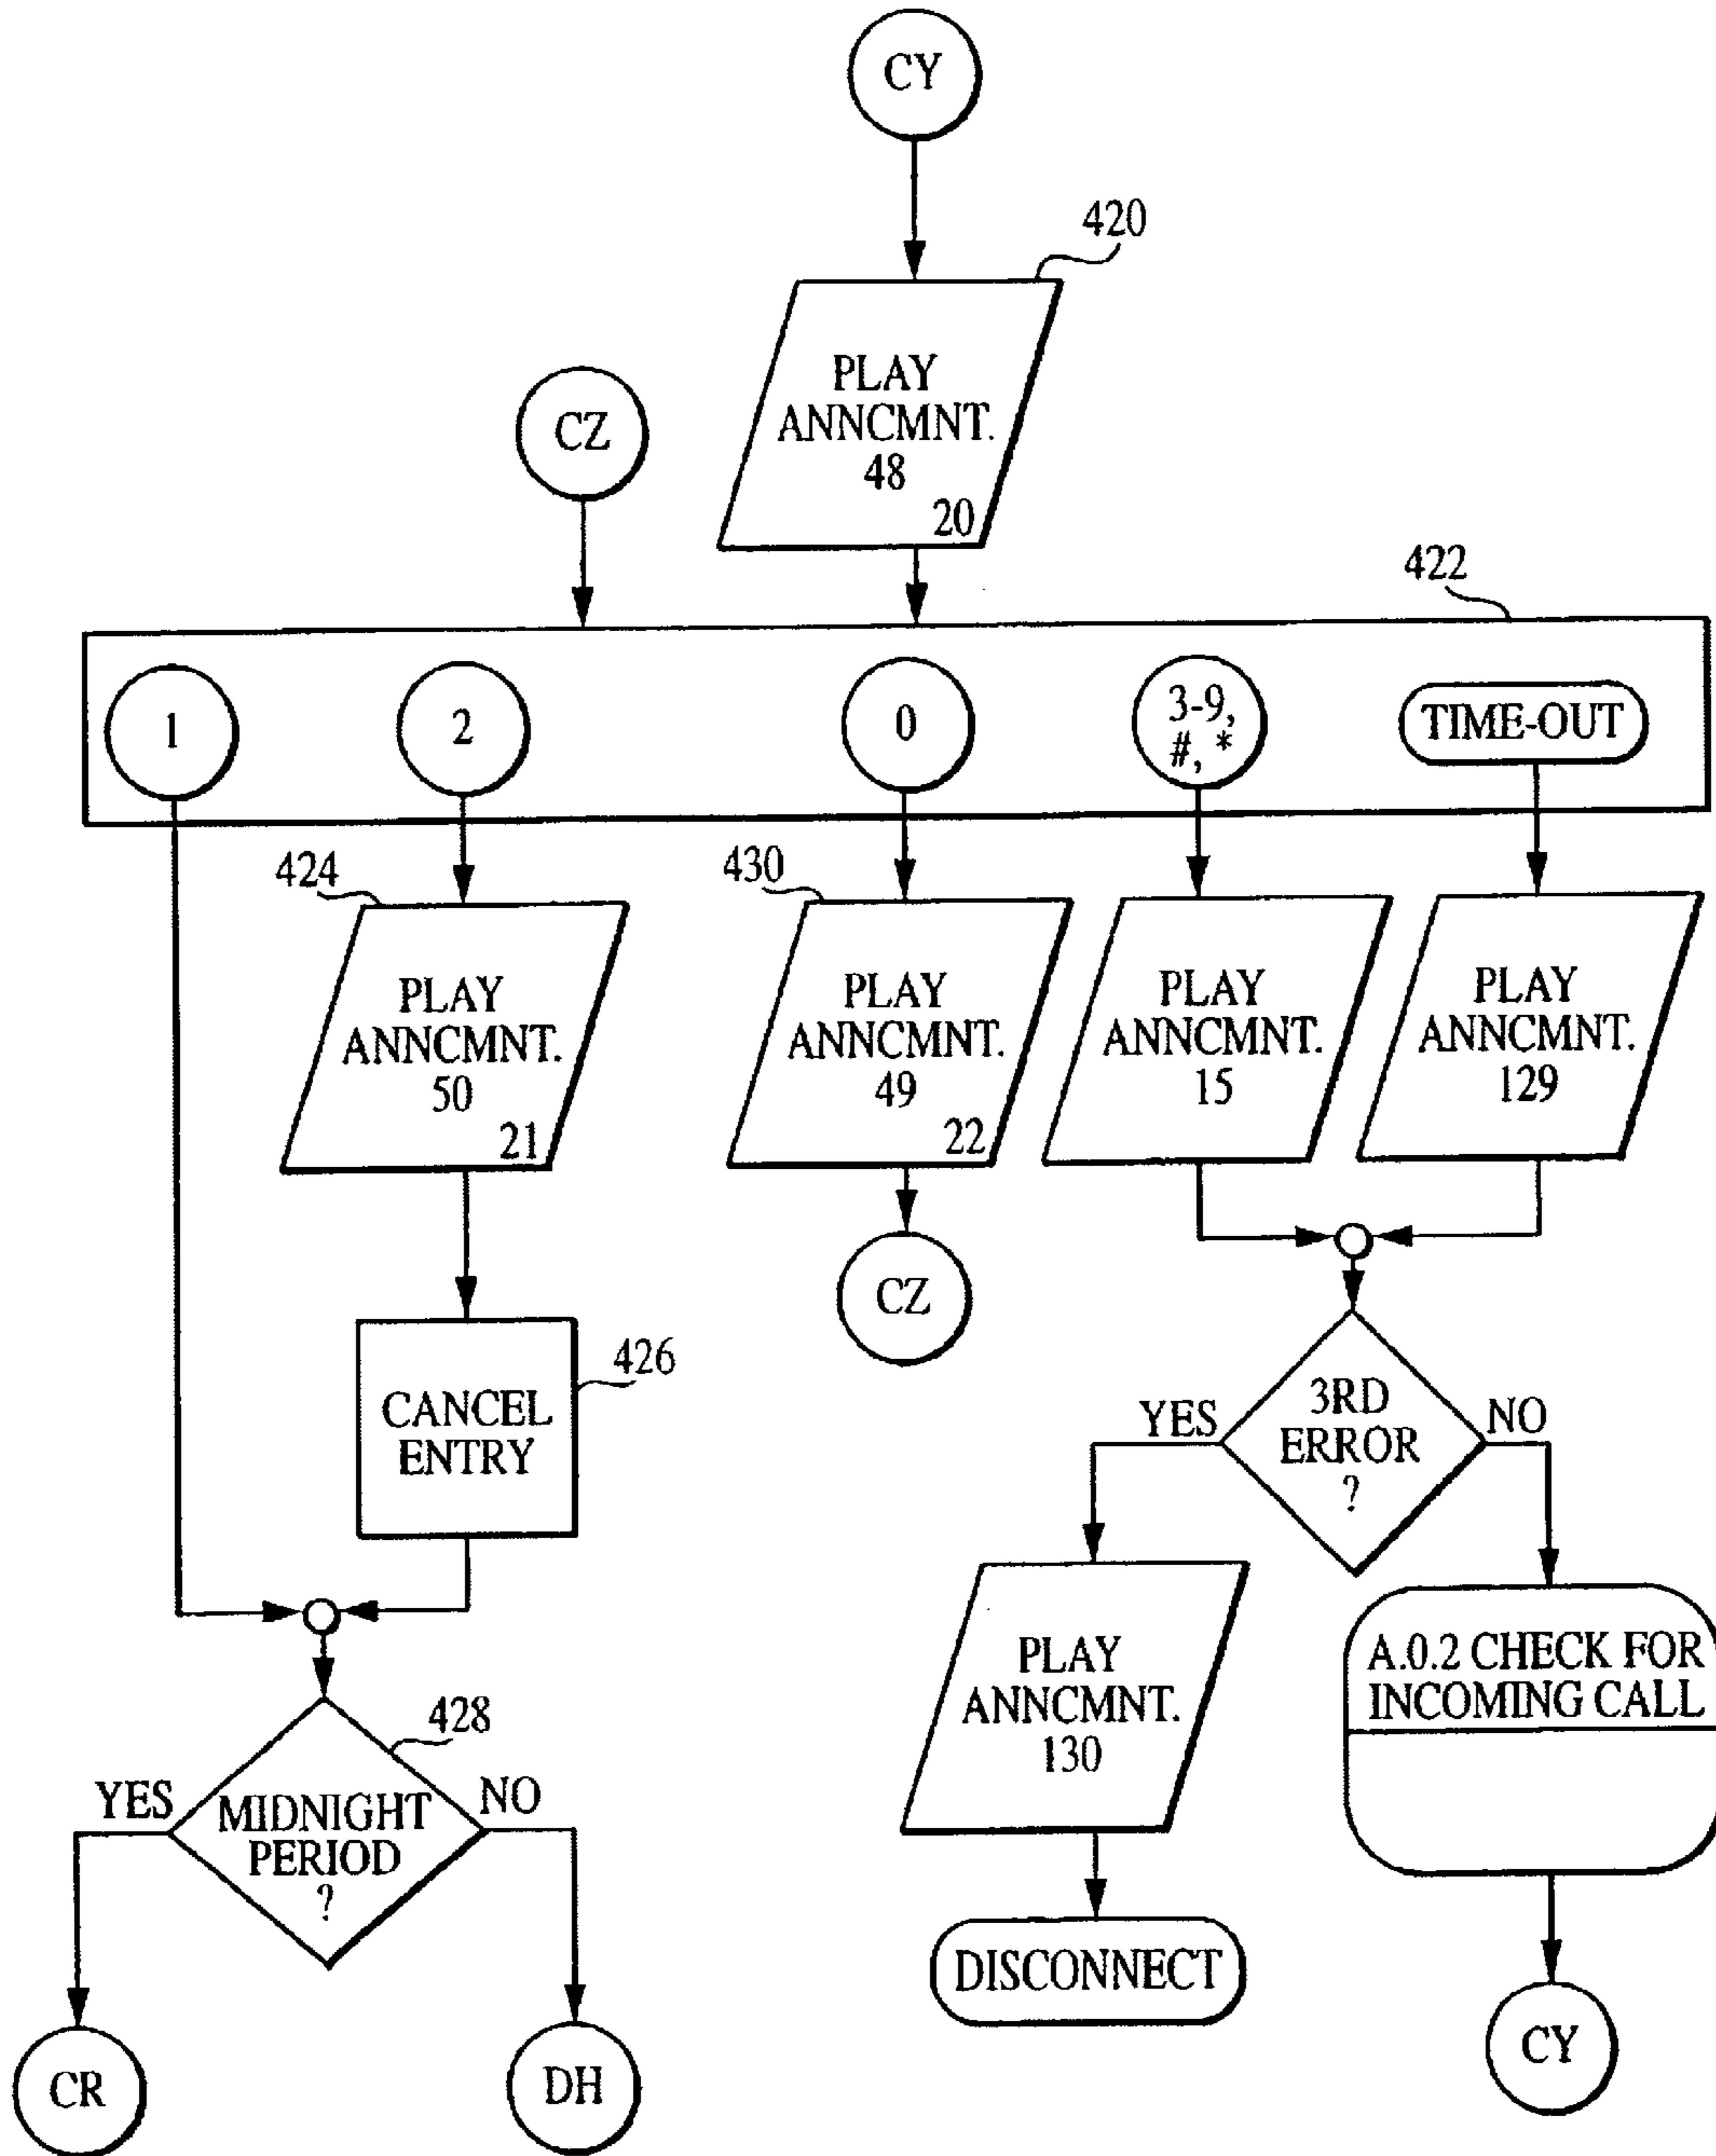 CY
420
PLAY
ANNCMNT.
48
20
CZ
422
1
2
0
3-9,
#, *
TIME-OUT
424
PLAY
ANNCMNT.
50
21
430
PLAY
ANNCMNT.
49
22
PLAY
ANNCMNT.
15
PLAY
ANNCMNT.
129
CZ
CANCEL
ENTRY
426
3RD
ERROR
?
YES
NO
PLAY
ANNCMNT.
130
A.0.2 CHECK FOR
INCOMING CALL
428
MIDNIGHT
PERIOD
?
YES
NO
DISCONNECT
CR
DH
CY